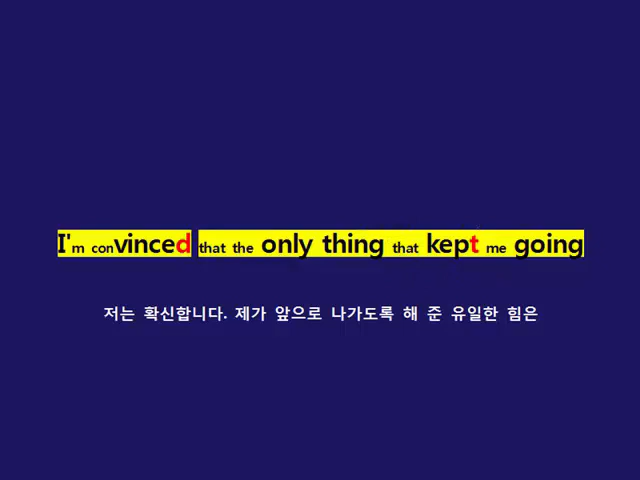 I'm convinced that the only thing that kept me going
저는 확신합니다. 제가 앞으로 나가도록 해 준 유일한 힘은